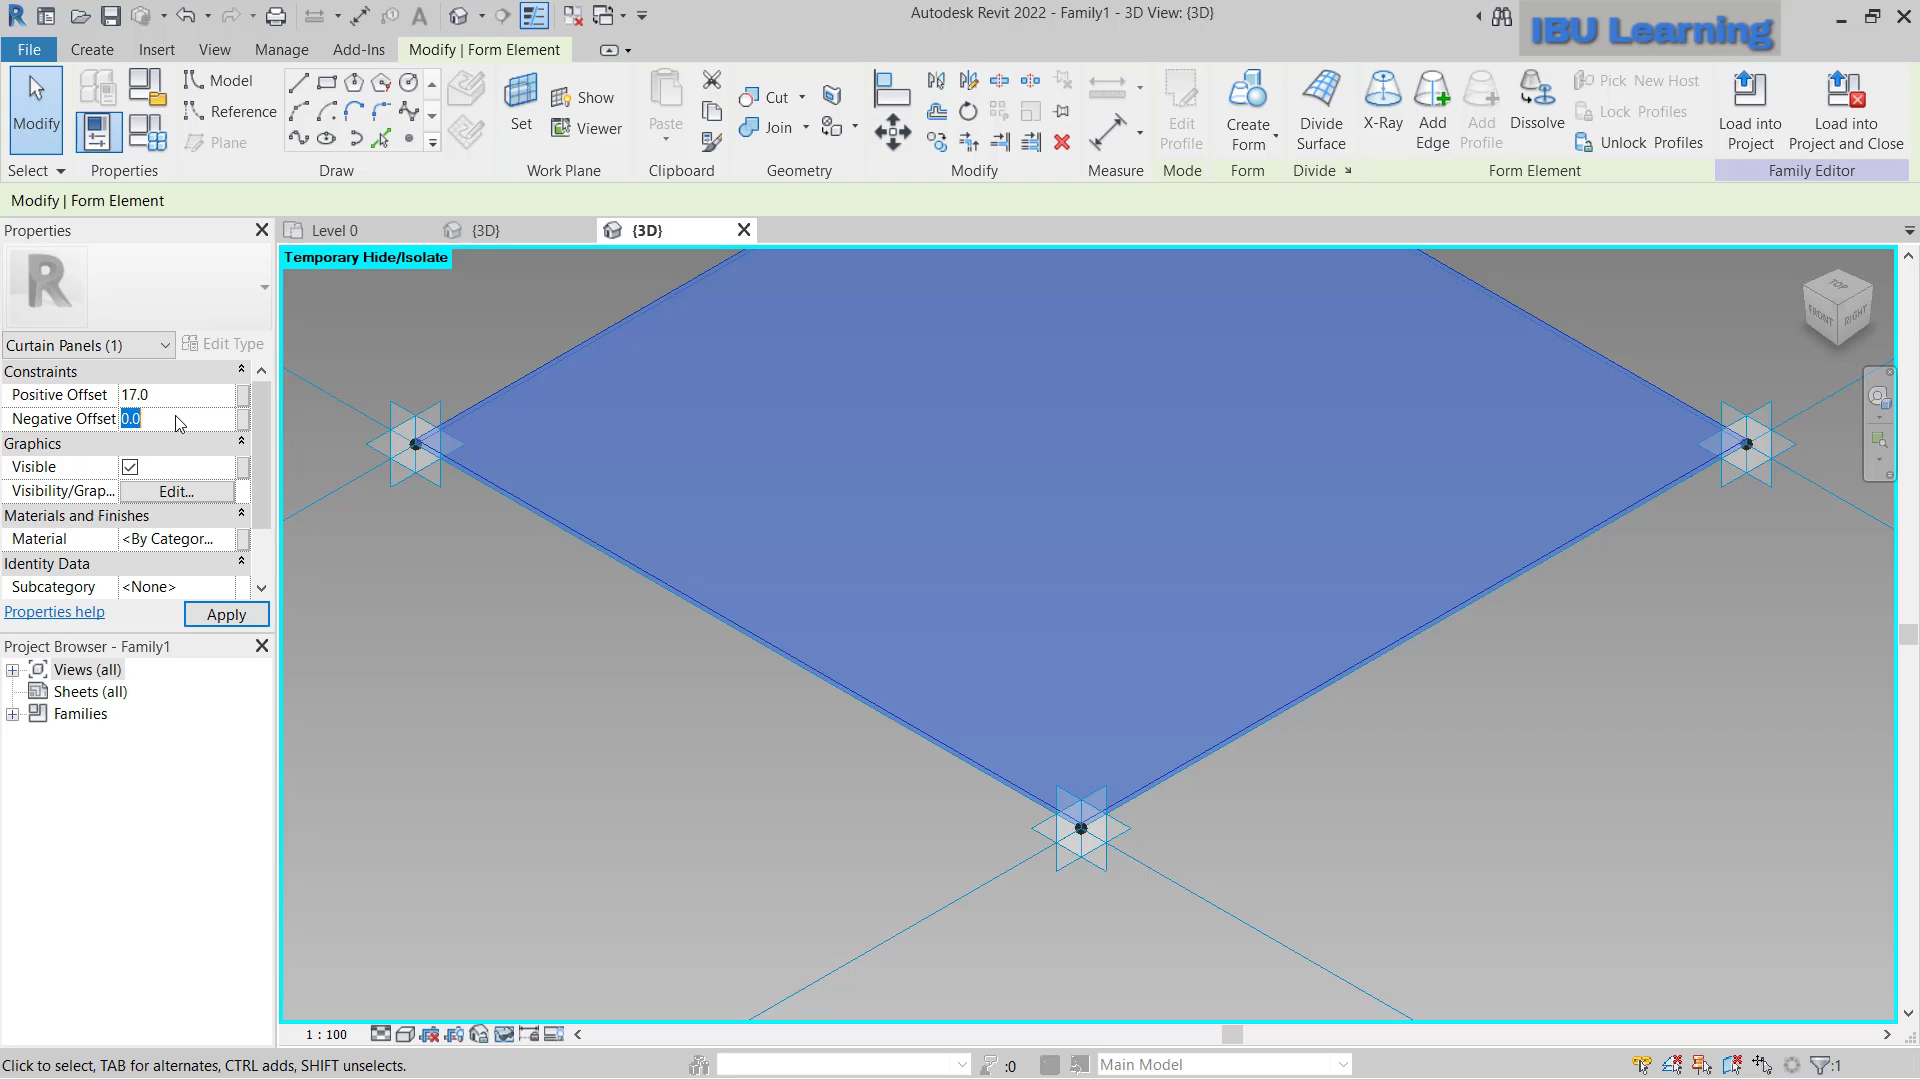 Autodesk Revit 2022 - Family1 - 3D View: {3D}
IBU Learning
File
Create
Insert
View
Manage
Add-Ins
Modify | Form Element
Modify
Model
Reference
Plane
Set
Show
Viewer
Paste
Cut
Join
Edit
Profile
Create
Form
Divide
Surface
X-Ray
Add
Edge
Add
Profile
Dissolve
Pick New Host
Lock Profiles
Unlock Profiles
Load into
Project
Load into
Project and Close
Select
Properties
Draw
Work Plane
Clipboard
Geometry
Modify
Measure
Mode
Form
Divide
Form Element
Family Editor
Modify | Form Element
Properties
Level 0
{3D}
{3D}
Temporary Hide/Isolate
TOP
FRONT
RIGHT
Curtain Panels (1)
Edit Type
Constraints
Positive Offset 17.0
Negative Offset 0.0
Graphics
Visible
Visibility/Grap... Edit...
Materials and Finishes
Material <By Categor...
Identity Data
Subcategory <None>
Properties help
Apply
Project Browser - Family1
Views (all)
Sheets (all)
Families
1 : 100
Click to select, TAB for alternates, CTRL adds, SHIFT unselects.
:0
Main Model
:1